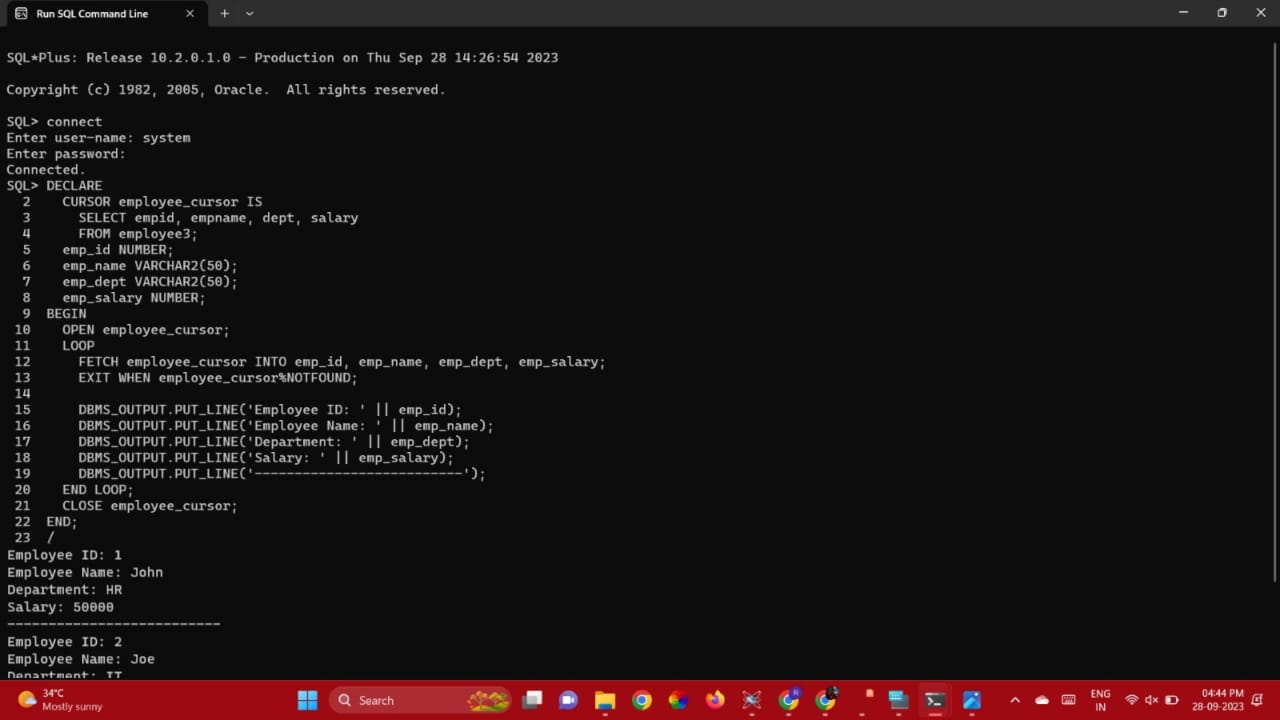 Run SQL Command Line
SQL*Plus: Release 10.2.0.1.0 - Production on Thu Sep 28 14:26:54 2023
Copyright (c) 1982, 2005, Oracle.  All rights reserved.
SQL> connect
Enter user-name: system
Enter password:
Connected.
SQL> DECLARE
  2    CURSOR employee_cursor IS
  3      SELECT empid, empname, dept, salary
  4      FROM employee3;
  5    emp_id NUMBER;
  6    emp_name VARCHAR2(50);
  7    emp_dept VARCHAR2(50);
  8    emp_salary NUMBER;
  9  BEGIN
 10    OPEN employee_cursor;
 11    LOOP
 12      FETCH employee_cursor INTO emp_id, emp_name, emp_dept, emp_salary;
 13      EXIT WHEN employee_cursor%NOTFOUND;
 14
 15      DBMS_OUTPUT.PUT_LINE('Employee ID: ' || emp_id);
 16      DBMS_OUTPUT.PUT_LINE('Employee Name: ' || emp_name);
 17      DBMS_OUTPUT.PUT_LINE('Department: ' || emp_dept);
 18      DBMS_OUTPUT.PUT_LINE('Salary: ' || emp_salary);
 19      DBMS_OUTPUT.PUT_LINE('--------------------------');
 20    END LOOP;
 21    CLOSE employee_cursor;
 22  END;
 23  /
Employee ID: 1
Employee Name: John
Department: HR
Salary: 50000
--------------------------
Employee ID: 2
Employee Name: Joe
Department: IT
34°C
Mostly sunny
Search
ENG
IN
04:44 PM
28-09-2023